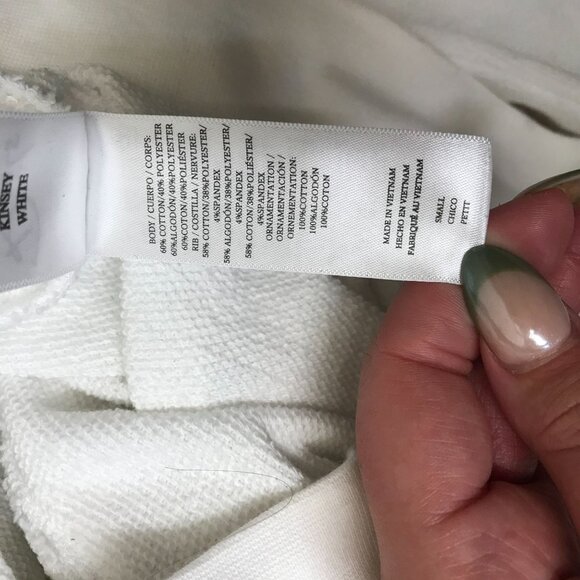 KINSEY
WHITE
BODY / CUERPO / CORPS:
60% COTTON/40% POLYESTER
60%ALGODÓN/40%POLIÉSTER
60%COTON/40%POLYESTER
RIB / COSTILLA / NERVURE:
58% COTTON/38%POLYESTER/
4%SPANDEX
58% ALGODÓN/38%POLIÉSTER/
4%SPANDEX
58% COTON/38%POLYESTER/
4%SPANDEX
ORNAMENTATION /
ORNAMENTACIÓN /
ORNEMENTATION:
100%COTTON
100%ALGODÓN
100%COTON
MADE IN VIETNAM
HECHO EN VIETNAM
FABRIQUÉ AU VIETNAM
SMALL
CHICO
PETIT